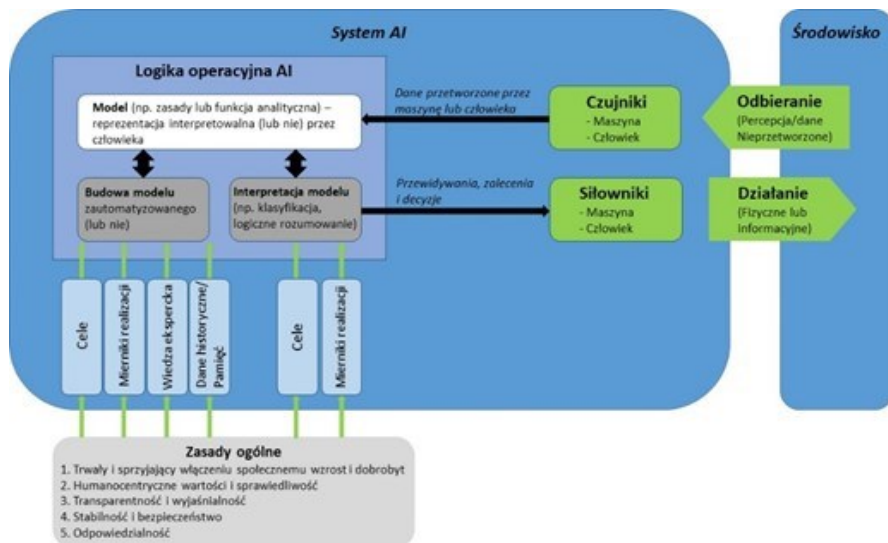 System AI
Środowisko
Logika operacyjna AI
Model (np. zasady lub funkcja analityczna) –
reprezentacja interpretowalna (lub nie) przez
człowieka
Budowa modelu
zautomatyzowanego
(lub nie)
Interpretacja modelu
(np. klasyfikacja,
logiczne rozumowanie)
Dane przetworzone przez
maszynę lub człowieka
Przewidywania, zalecenia
i decyzje
Czujniki
- Maszyna
- Człowiek
Siłowniki
- Maszyna
- Człowiek
Odbieranie
(Percepcja/dane
Nieprzetworzone)
Działanie
(Fizyczne lub
informacyjne)
Cele
Mierniki realizacji
Wiedza ekspercka
Dane historyczne/
Pamięć
Cele
Mierniki realizacji
Zasady ogólne
1. Trwały i sprzyjający włączeniu społecznemu wzrost i dobrobyt
2. Humanocentryczne wartości i sprawiedliwość
3. Transparentność i wyjaśnialność
4. Stabilność i bezpieczeństwo
5. Odpowiedzialność